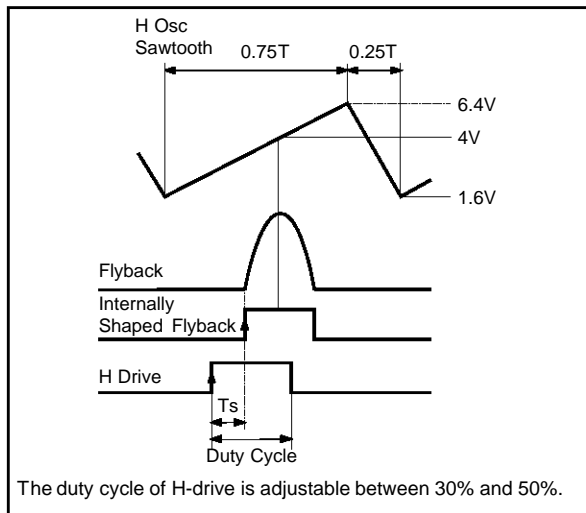 H Osc
Sawtooth
0.75T
0.25T
6.4V
4V
1.6V
Flyback
Internally
Shaped Flyback
H Drive
Ts
Duty Cycle
The duty cycle of H-drive is adjustable between 30% and 50%.